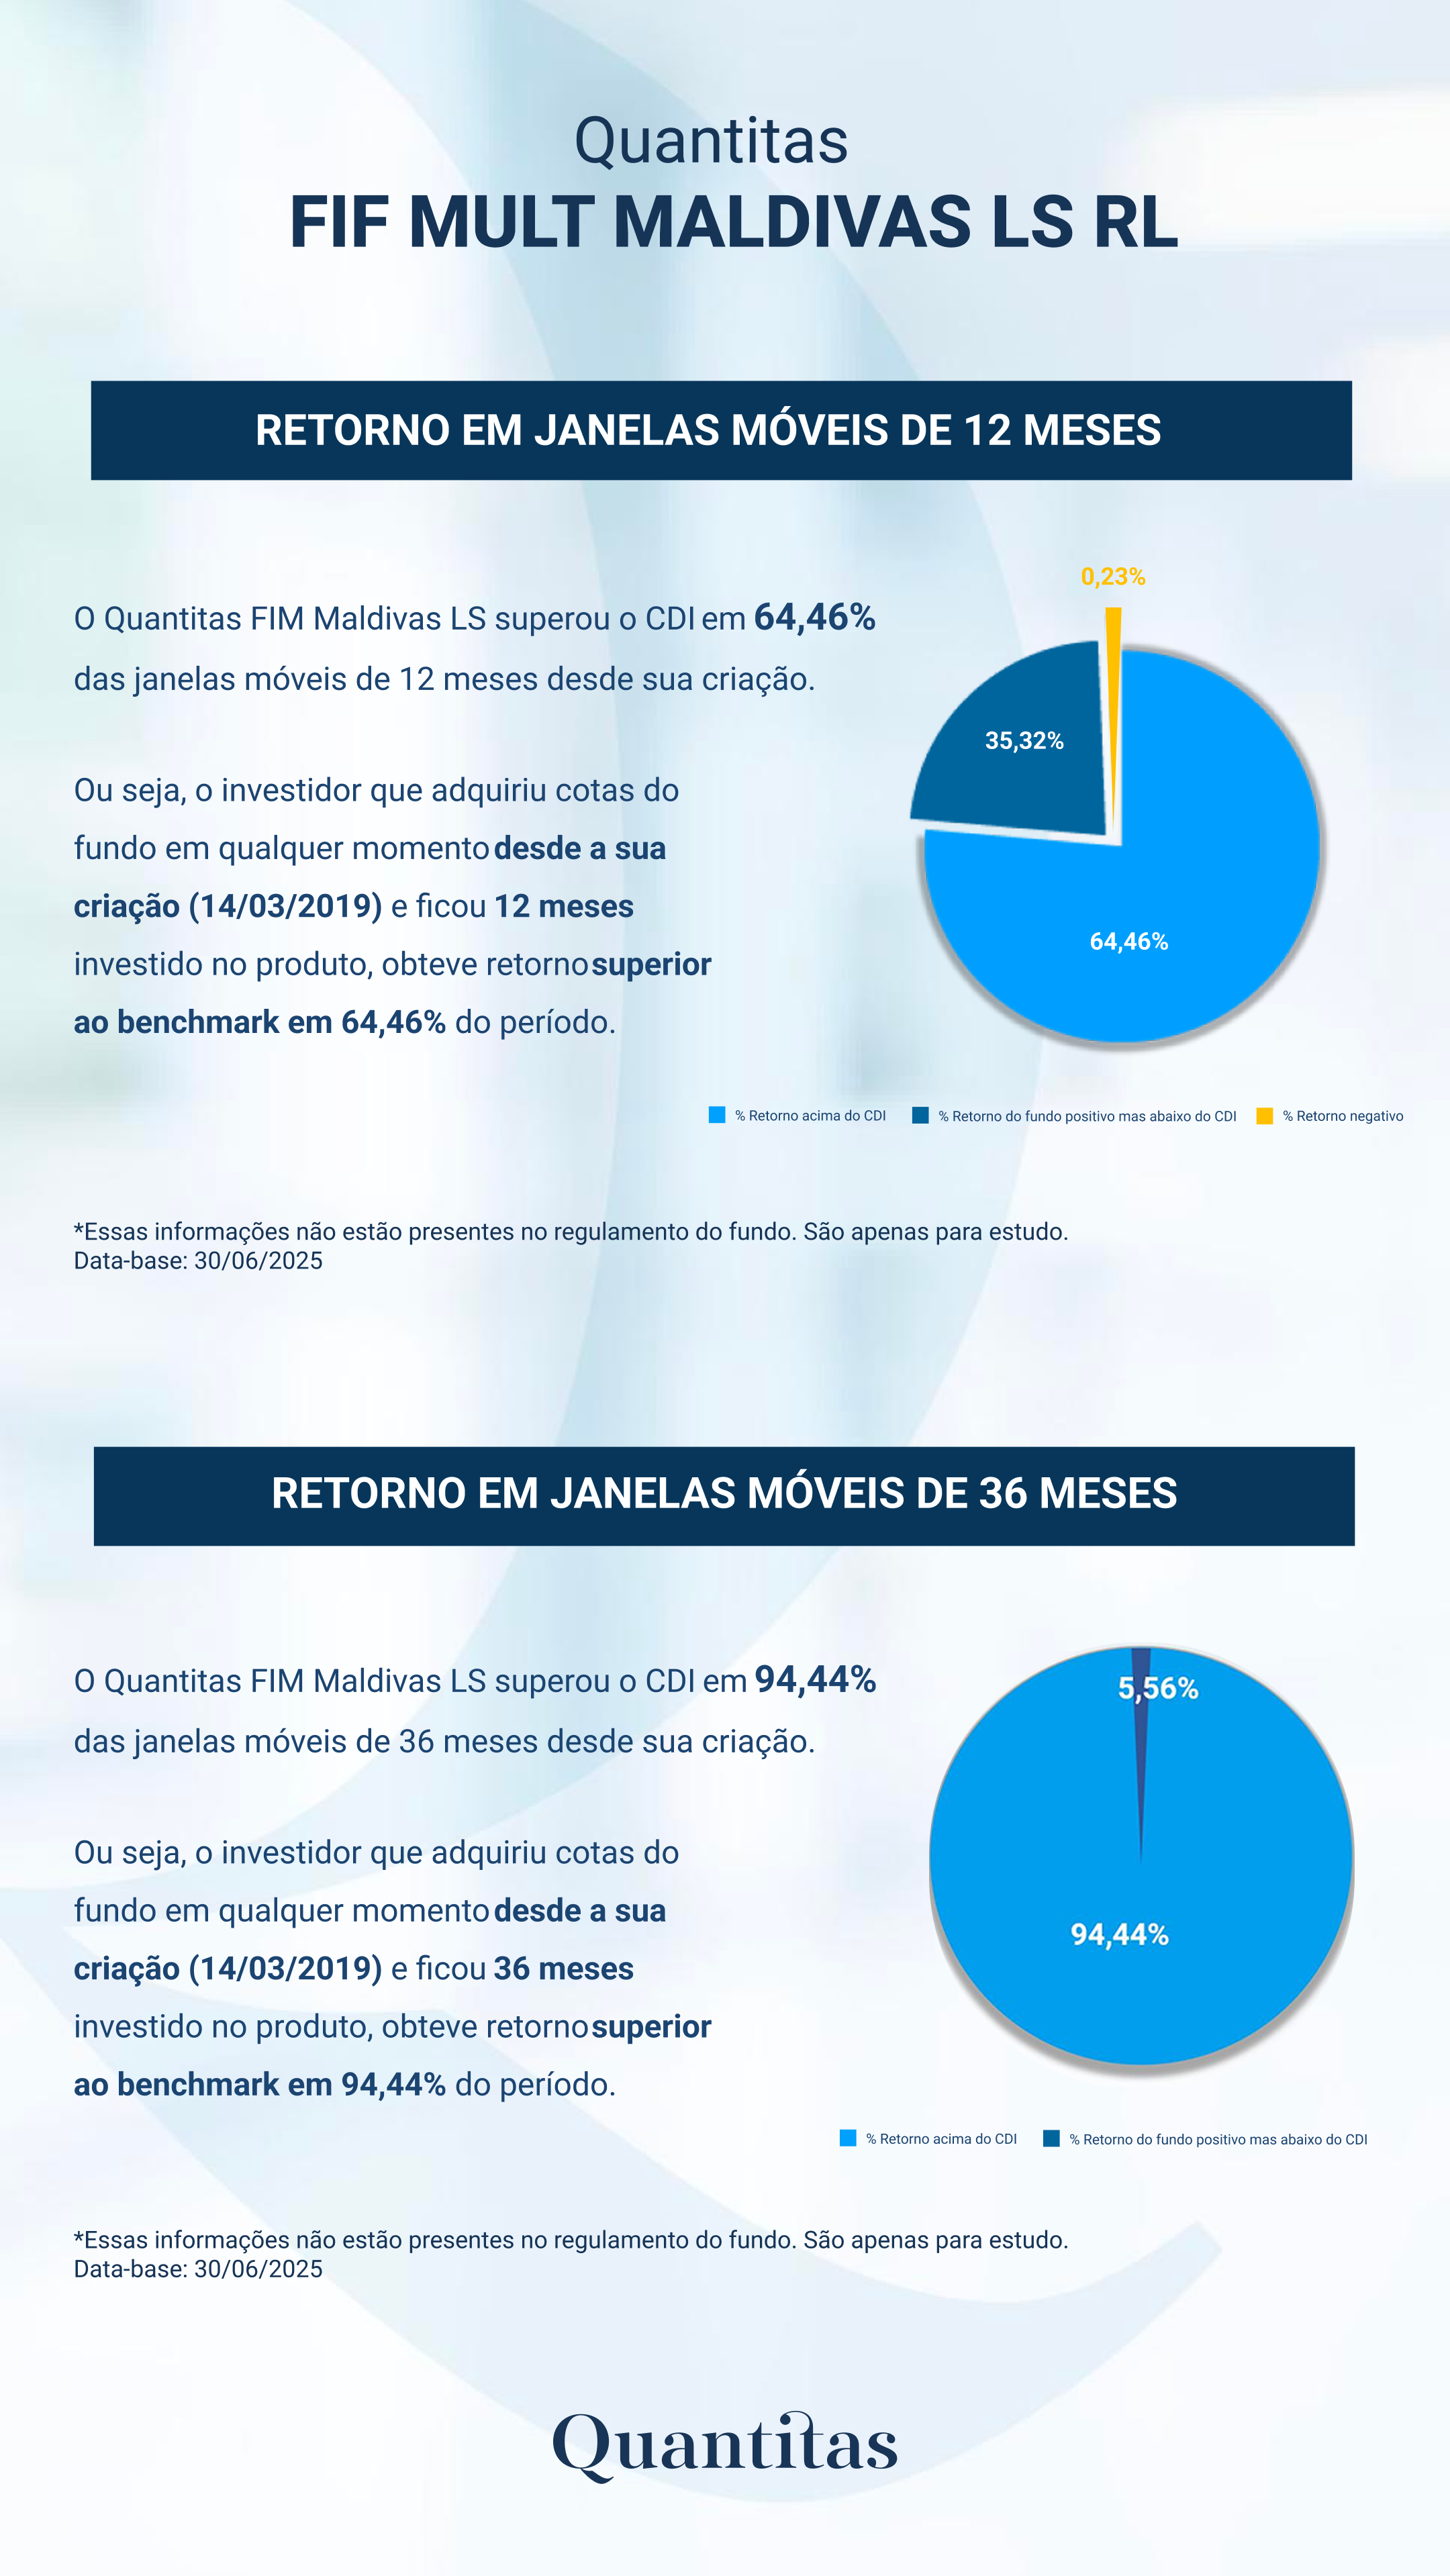 Quantitas
FIF MULT MALDIVAS LS RL
RETORNO EM JANELAS MÓVEIS DE 12 MESES
O Quantitas FIM Maldivas LS superou o CDI em 64,46%
das janelas móveis de 12 meses desde sua criação.
Ou seja, o investidor que adquiriu cotas do
fundo em qualquer momento desde a sua
criação (14/03/2019) e ficou 12 meses
investido no produto, obteve retorno superior
ao benchmark em 64,46% do período.
0,23%
35,32%
64,46%
% Retorno acima do CDI
% Retorno do fundo positivo mas abaixo do CDI
% Retorno negativo
*Essas informações não estão presentes no regulamento do fundo. São apenas para estudo.
Data-base: 30/06/2025
RETORNO EM JANELAS MÓVEIS DE 36 MESES
O Quantitas FIM Maldivas LS superou o CDI em 94,44%
das janelas móveis de 36 meses desde sua criação.
Ou seja, o investidor que adquiriu cotas do
fundo em qualquer momento desde a sua
criação (14/03/2019) e ficou 36 meses
investido no produto, obteve retorno superior
ao benchmark em 94,44% do período.
5,56%
94,44%
% Retorno acima do CDI
% Retorno do fundo positivo mas abaixo do CDI
*Essas informações não estão presentes no regulamento do fundo. São apenas para estudo.
Data-base: 30/06/2025
Quantitas